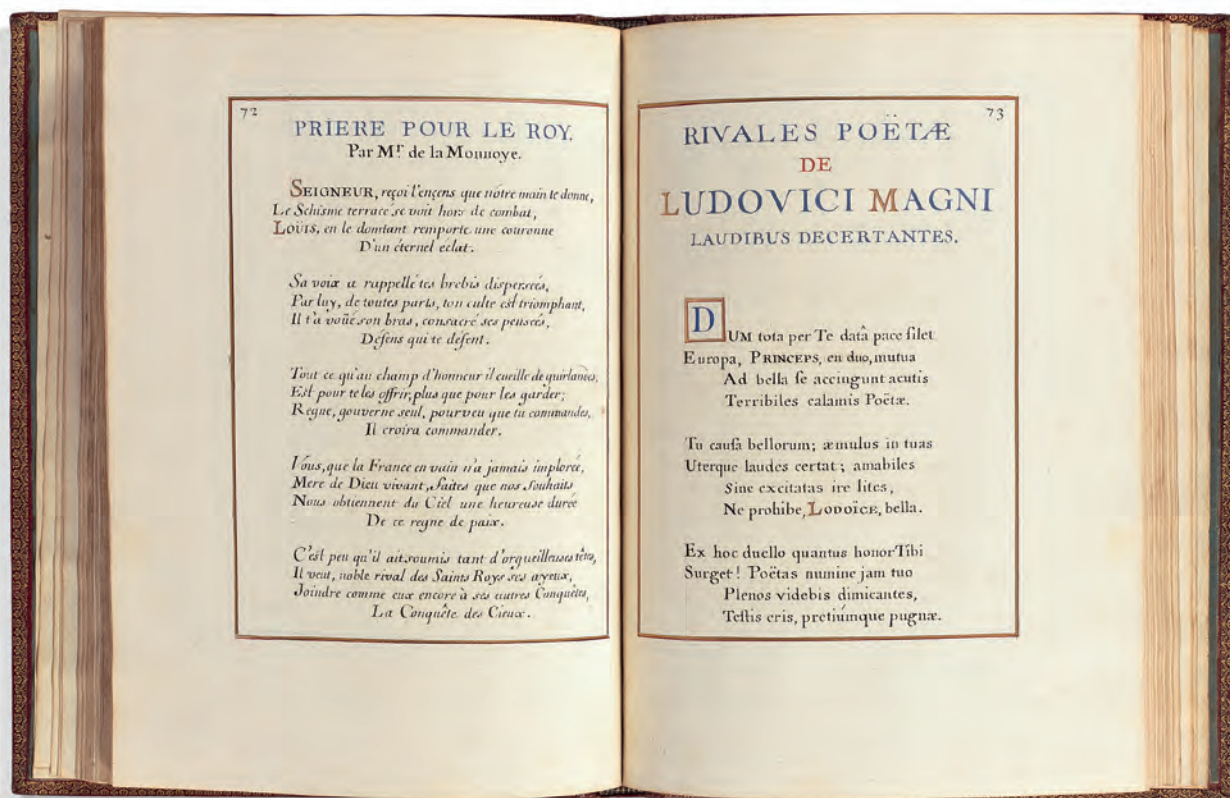 72
PRIERE POUR LE ROY.
Par M.r de la Monnoye.
SEIGNEUR, reçoi l'ençens que nôtre main te donne,
Le Schisme terracé se voit hors de combat,
LOUIS, en le domtant remporte une couronne
D'un éternel éclat.
Sa voix a rappellé tes brebis dispersées,
Par luy, de toutes parts, ton culte est triomphant,
Il t'a voüé son bras, consacré ses pensées,
Défens qui te défent.
Tout ce qu'au champ d'honneur il cueille de guirlandes,
Est pour te les offrir, plus que pour les garder;
Regne, gouverne seul, pourveu que tu commandes,
Il croira commander.
Vous, que la France en vain n'a jamais implorée,
Mere de Dieu vivant, faites que nos souhaits
Nous obtiennent du Ciel une heureuse durée
De ce regne de paix.
C'est peu qu'il ait soumis tant d'orgueilleuses têtes,
Il veut, noble rival des Saints Roys ses ayeux,
Joindre comme eux encore à ses autres Conquêtes,
La Conquête des Cieux.
73
RIVALES POËTÆ
DE
LUDOVICI MAGNI
LAUDIBUS DECERTANTES.
DUM tota per Te datâ pace silet
Europa, PRINCEPS, en duo, mutua
Ad bella se accingunt acutis
Terribiles calamis Poëtæ.
Tu causa bellorum; æmulus in tuas
Uterque laudes certat; amabiles
Sine excitatas ire lites,
Ne prohibe, LODOÏCE, bella.
Ex hoc duello quantus honor Tibi
Surget! Poëtas numine jam tuo
Plenos videbis dimicantes,
Testis eris, pretiúmque pugnæ.